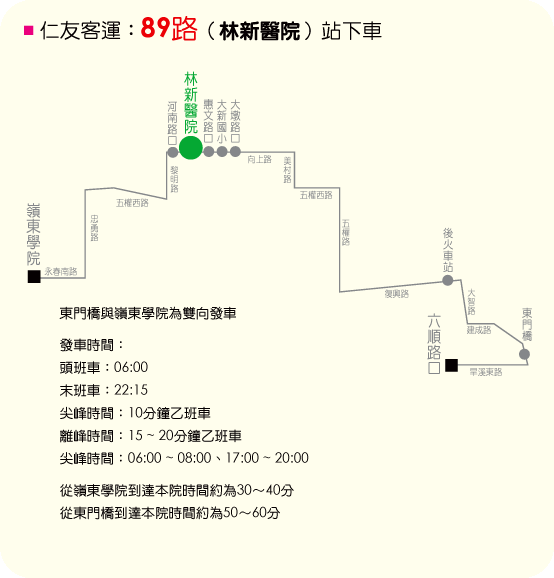 仁友客運：89路（林新醫院）站下車
林新醫院
河南路口
惠文路口
大新國小
大墩路口
向上路
美村路
黎明路
五權西路
五權西路
忠勇路
嶺東學院
永春南路
五權路
後火車站
復興路
大智路
東門橋
建成路
六順路口
旱溪東路
東門橋與嶺東學院為雙向發車
發車時間：
頭班車：06:00
末班車：22:15
尖峰時間：10分鐘乙班車
離峰時間：15 ~ 20分鐘乙班車
尖峰時間：06:00 ~ 08:00、17:00 ~ 20:00
從嶺東學院到達本院時間約為30～40分
從東門橋到達本院時間約為50～60分